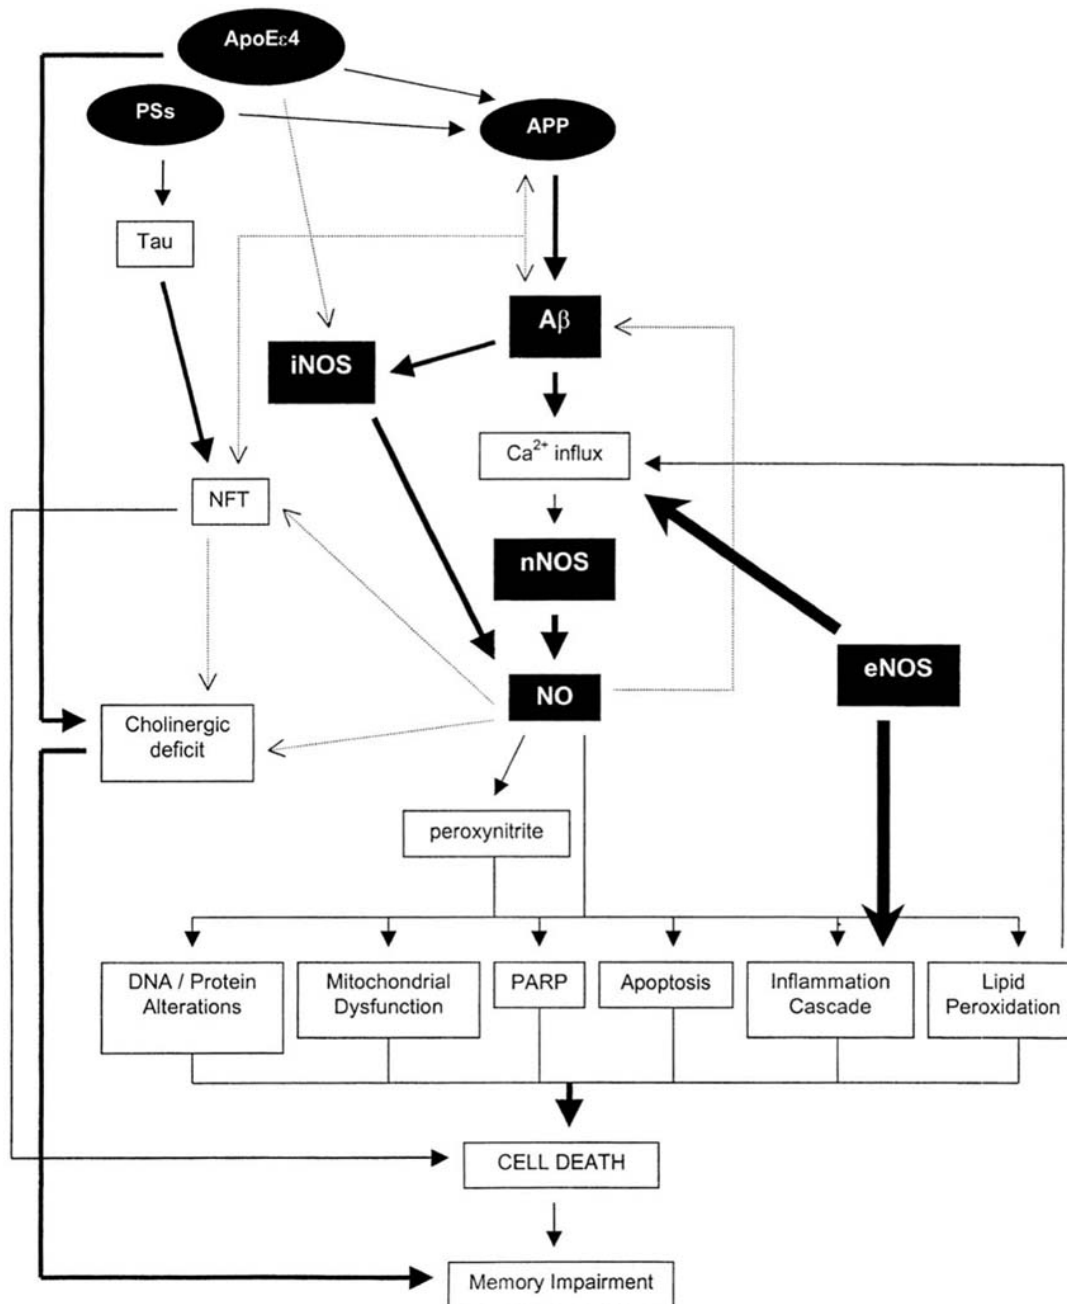 ApoEε4
PSs
APP
Tau
Aβ
iNOS
Ca²⁺ influx
NFT
nNOS
eNOS
NO
Cholinergic
deficit
peroxynitrite
DNA / Protein
Alterations
Mitochondrial
Dysfunction
PARP
Apoptosis
Inflammation
Cascade
Lipid
Peroxidation
CELL DEATH
Memory Impairment